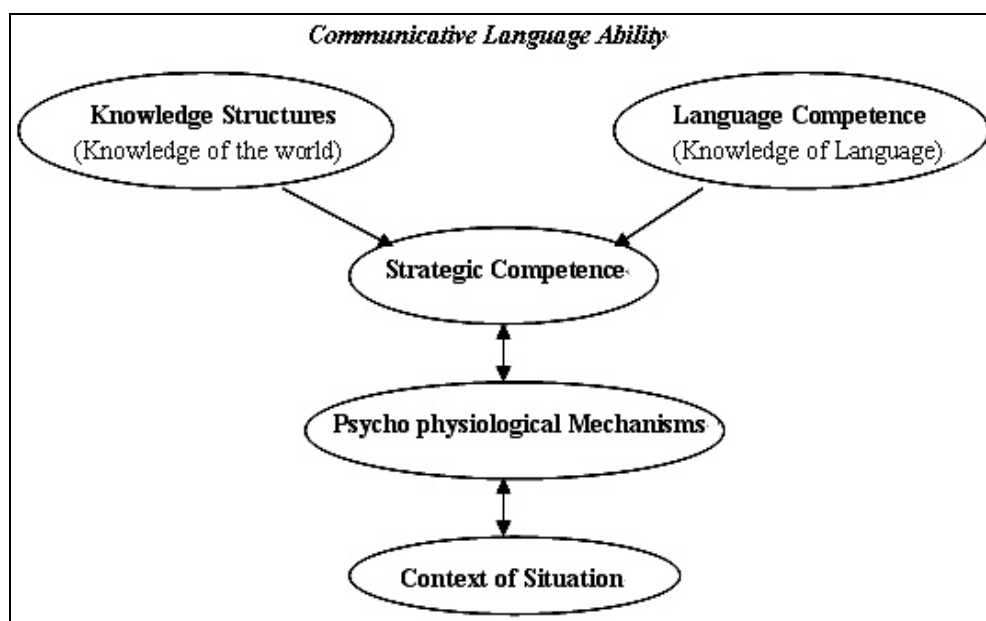 Communicative Language Ability
Knowledge Structures
(Knowledge of the world)
Language Competence
(Knowledge of Language)
Strategic Competence
Psycho physiological Mechanisms
Context of Situation